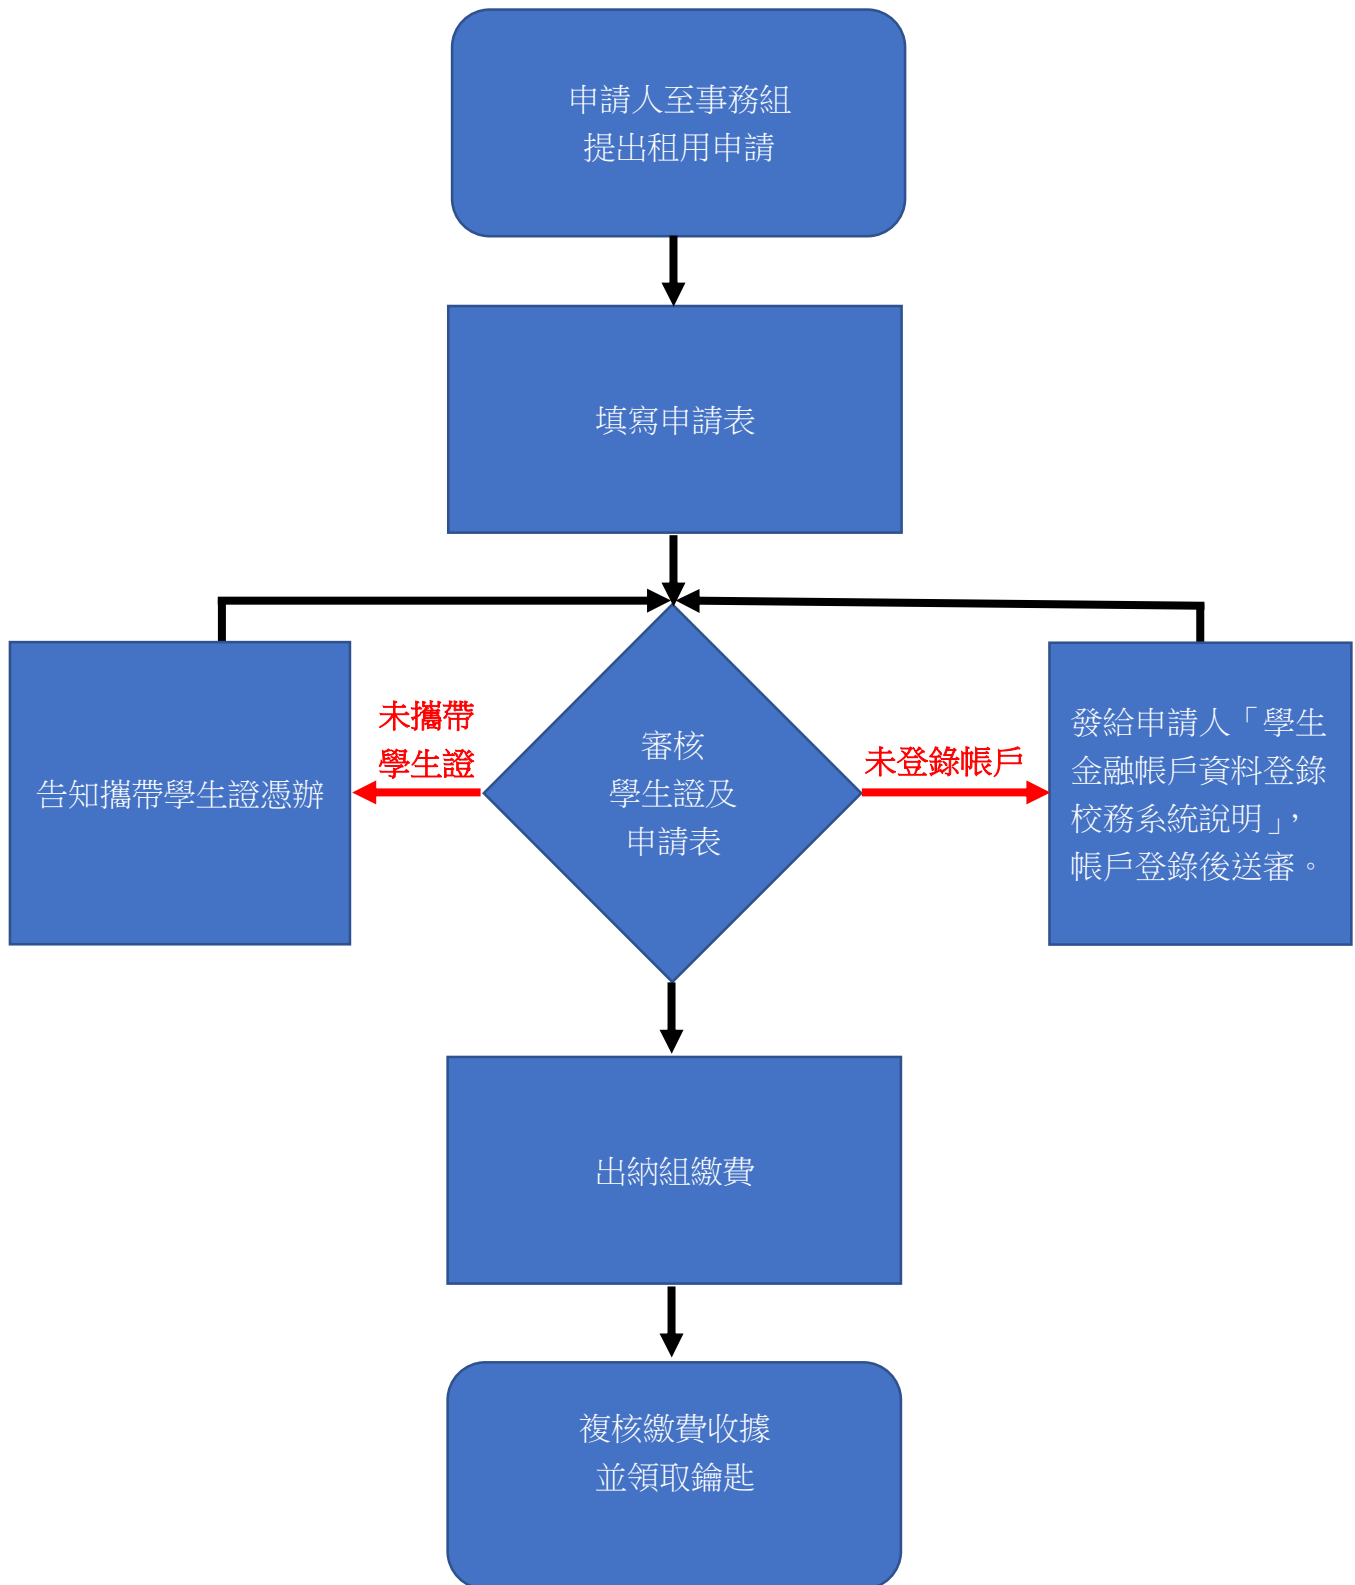 申請人至事務組
提出租用申請
填寫申請表
未攜帶
學生證
告知攜帶學生證憑辦
審核
學生證及
申請表
未登錄帳戶
發給申請人「學生
金融帳戶資料登錄
校務系統說明」，
帳戶登錄後送審。
出納組繳費
複核繳費收據
並領取鑰匙